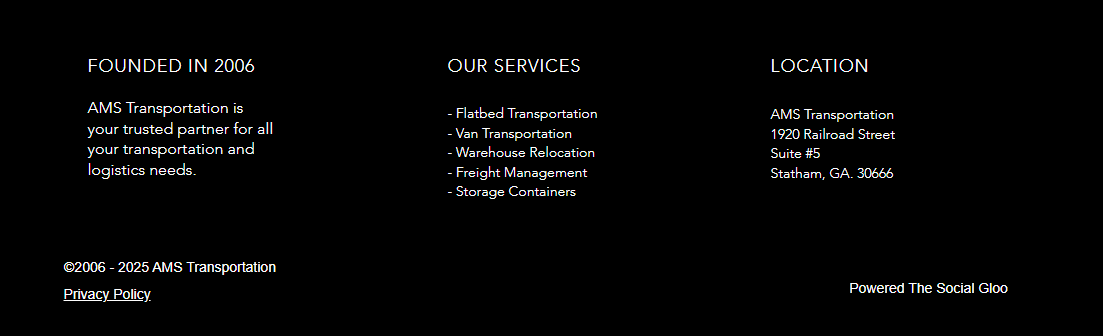 FOUNDED IN 2006
AMS Transportation is
your trusted partner for all
your transportation and
logistics needs.
OUR SERVICES
- Flatbed Transportation
- Van Transportation
- Warehouse Relocation
- Freight Management
- Storage Containers
LOCATION
AMS Transportation
1920 Railroad Street
Suite #5
Statham, GA. 30666
©2006 - 2025 AMS Transportation
Privacy Policy
Powered The Social Gloo